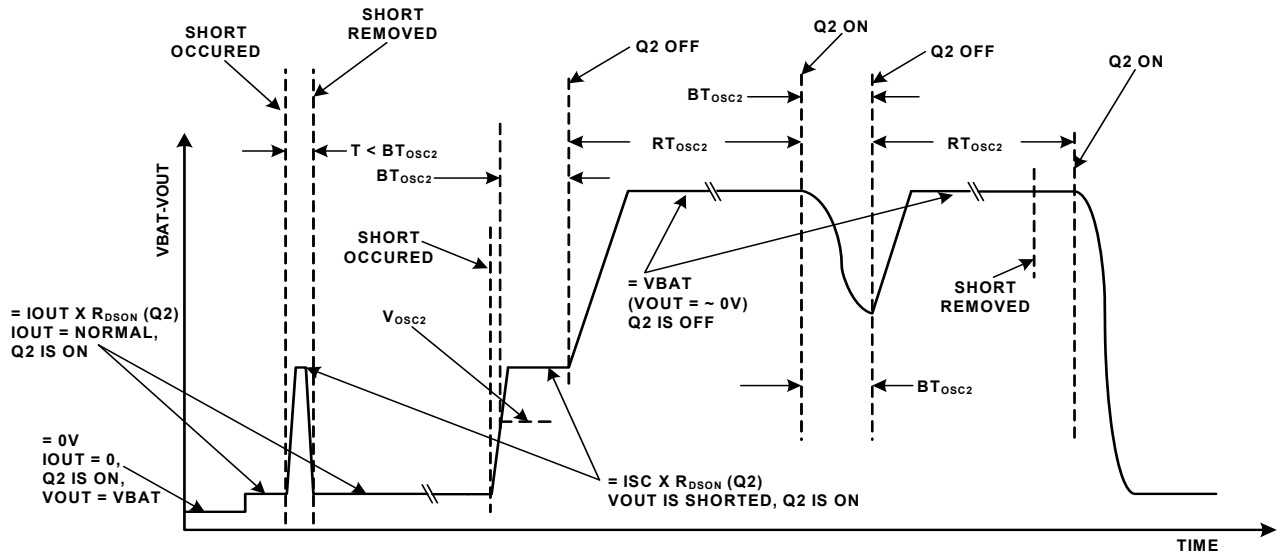 SHORT
OCCURED
SHORT
REMOVED
Q2 OFF
Q2 ON
Q2 OFF
Q2 ON
BTOSC2
T < BTOSC2
BTOSC2
RTOSC2
RTOSC2
VBAT-VOUT
SHORT
OCCURED
VOSC2
= VBAT
(VOUT = ~ 0V)
Q2 IS OFF
SHORT
REMOVED
= IOUT X RDSON (Q2)
IOUT = NORMAL,
Q2 IS ON
BTOSC2
= 0V
IOUT = 0,
Q2 IS ON,
VOUT = VBAT
= ISC X RDSON (Q2)
VOUT IS SHORTED, Q2 IS ON
TIME